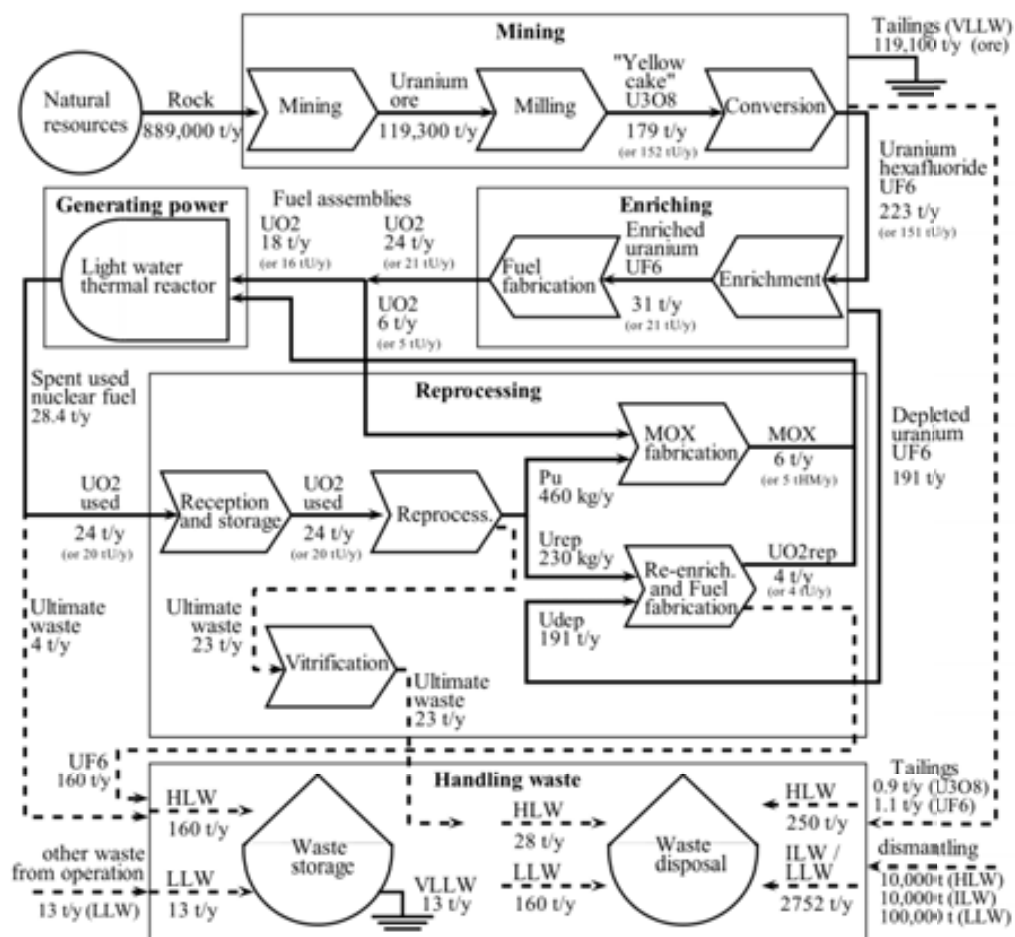 Mining
Tailings (VLLW)
119,100 t/y (ore)
Natural
resources
Rock
889,000 t/y
Mining
Uranium
ore
119,300 t/y
Milling
"Yellow
cake"
U3O8
179 t/y
(or 152 tU/y)
Conversion
Uranium
hexafluoride
UF6
223 t/y
(or 151 tU/y)
Generating power
Light water
thermal reactor
Fuel assemblies
UO2
18 t/y
(or 16 tU/y)
UO2
24 t/y
(or 21 tU/y)
UO2
6 t/y
(or 5 tU/y)
Enriching
Fuel
fabrication
Enriched
uranium
UF6
31 t/y
(or 21 tU/y)
Enrichment
Spent used
nuclear fuel
28.4 t/y
Reprocessing
Depleted
uranium
UF6
191 t/y
MOX
fabrication
MOX
6 t/y
(or 5 tHM/y)
UO2
used
24 t/y
(or 20 tU/y)
Reception
and storage
UO2
used
24 t/y
(or 20 tU/y)
Reprocess.
Pu
460 kg/y
Urep
230 kg/y
Re-enrich.
and Fuel
fabrication
UO2rep
4 t/y
(or 4 tU/y)
Udep
191 t/y
Ultimate
waste
4 t/y
Ultimate
waste
23 t/y
Vitrification
Ultimate
waste
23 t/y
UF6
160 t/y
Handling waste
Tailings
0.9 t/y (U3O8)
1.1 t/y (UF6)
HLW
160 t/y
Waste
storage
HLW
28 t/y
Waste
disposal
HLW
250 t/y
other waste
from operation
13 t/y (LLW)
LLW
13 t/y
VLLW
13 t/y
LLW
160 t/y
ILW /
LLW
2752 t/y
dismantling
10,000t (HLW)
10,000t (ILW)
100,000 t (LLW)